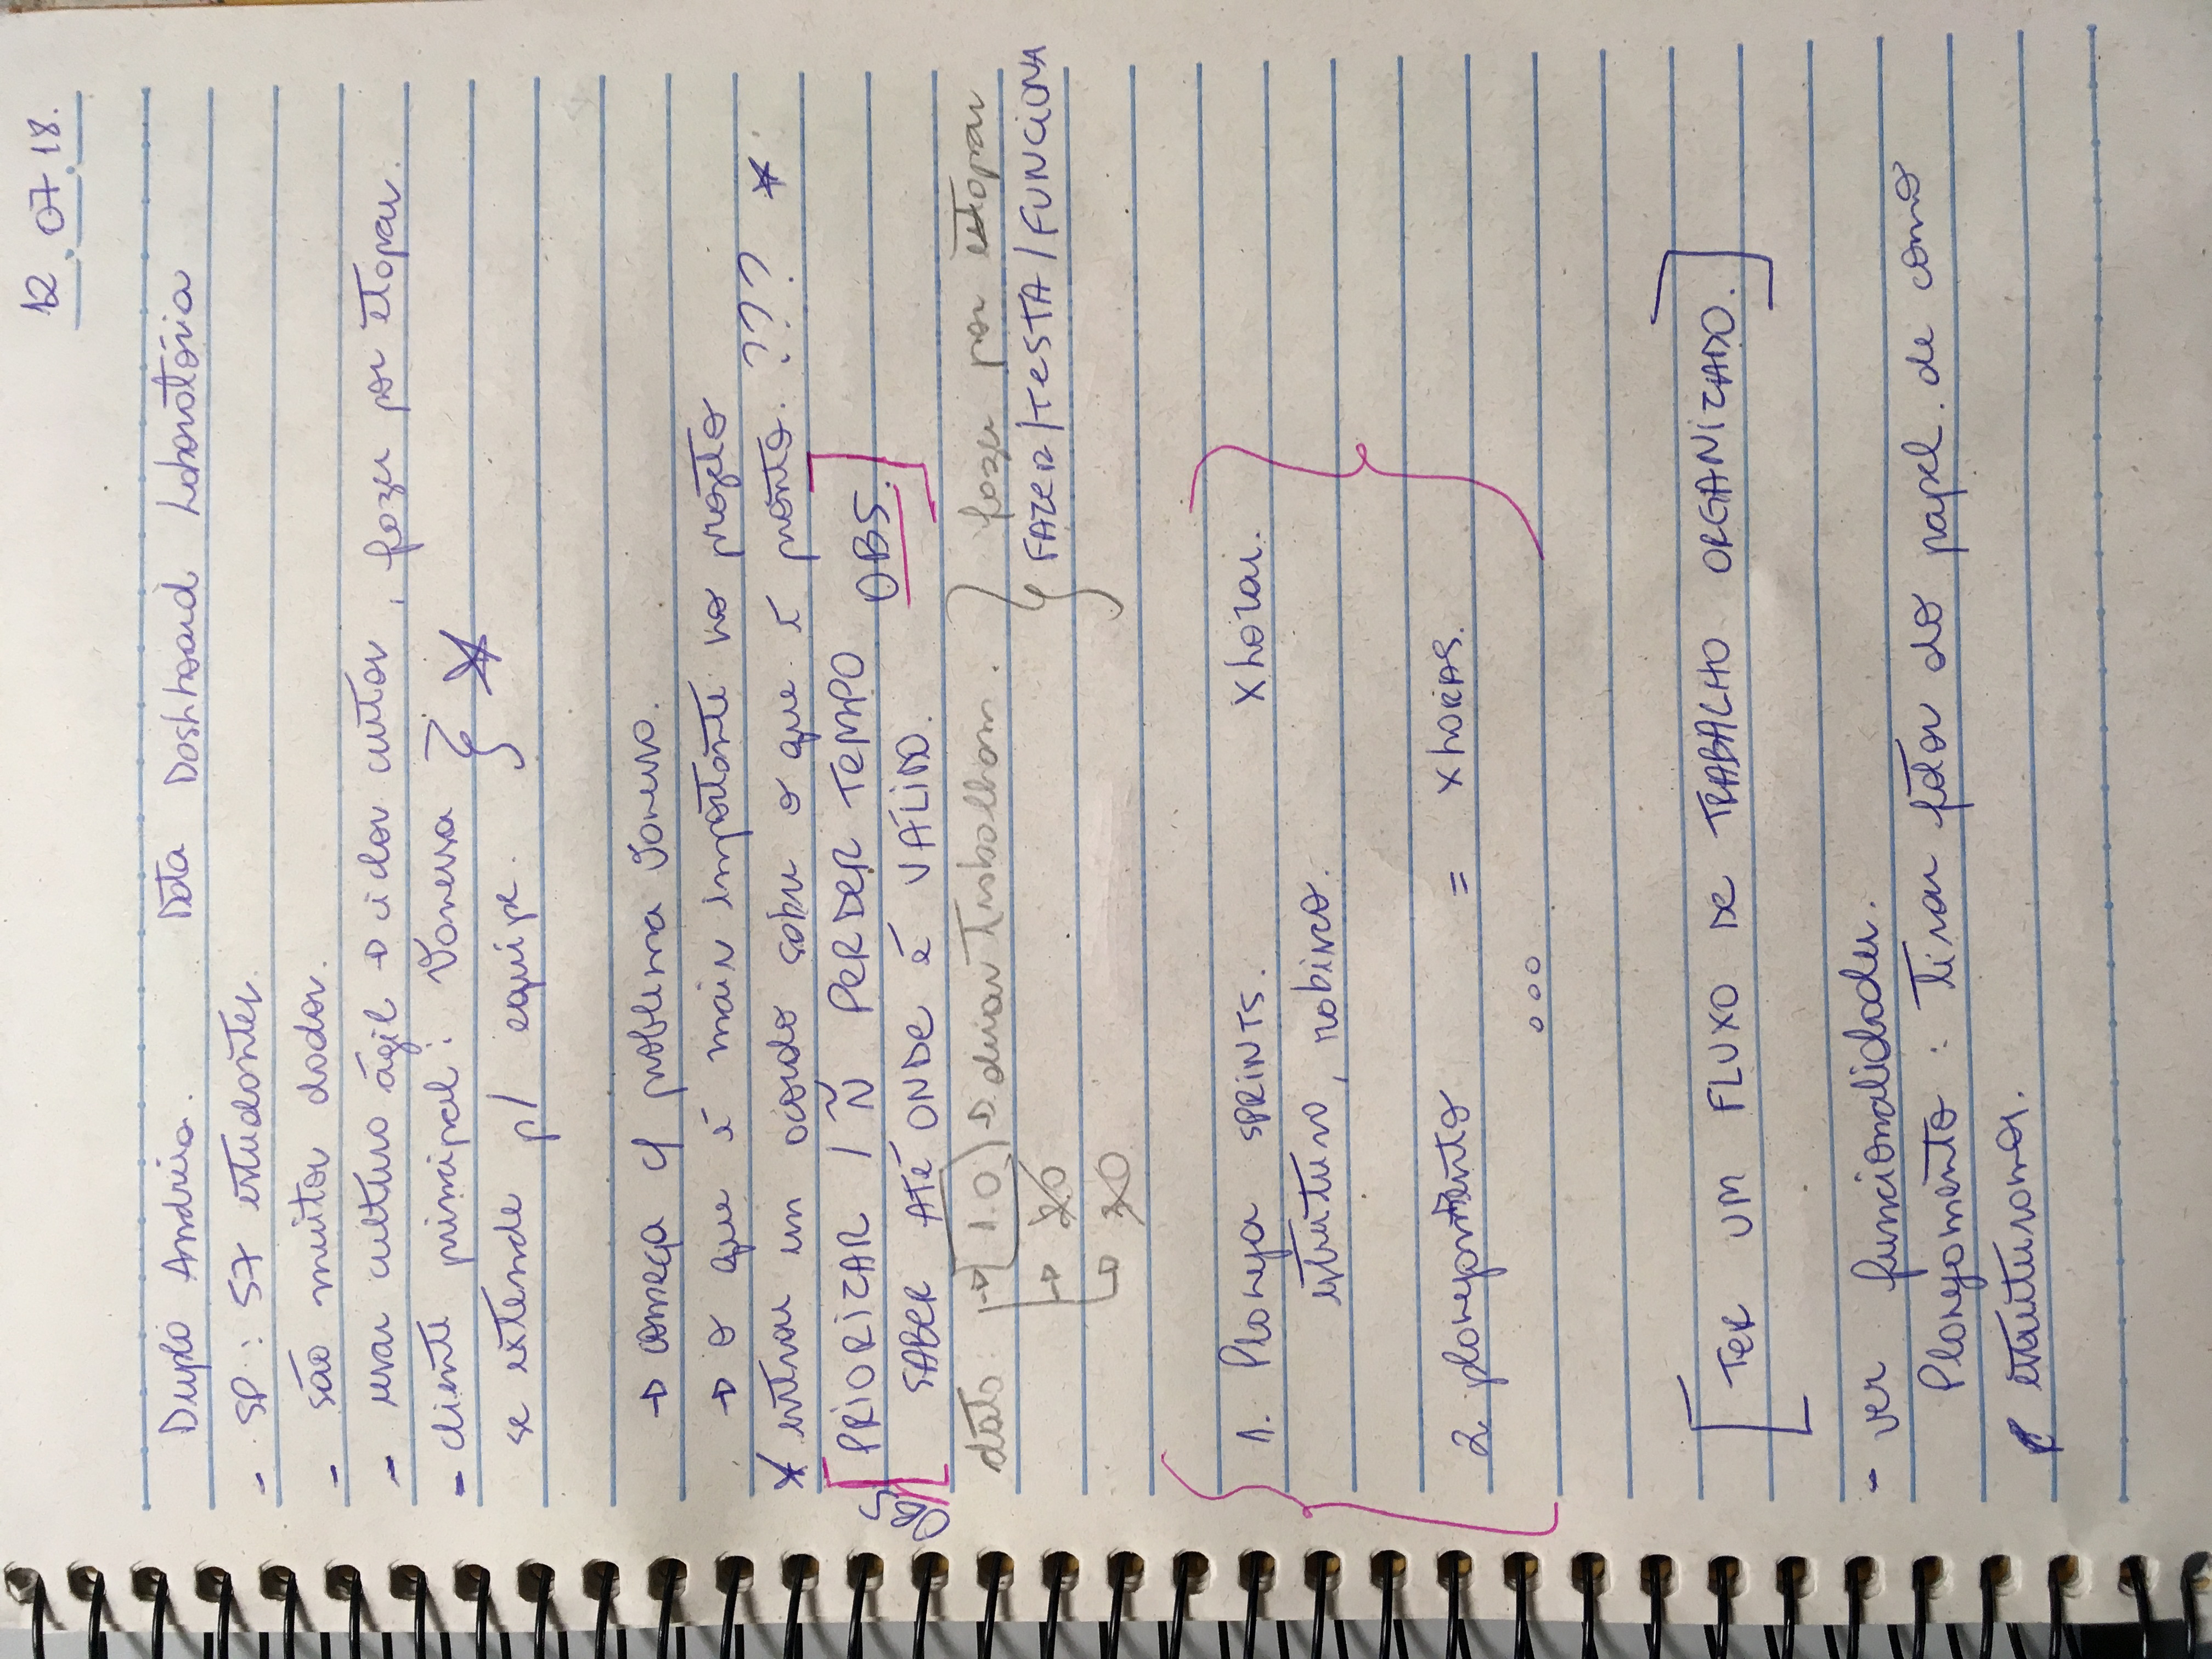 12.07.18.
Dupla Andréia. Data Dashboard Laboratória
- SP: 57 estudantes.
- são muitos dados.
- usar cultura ágil → ciclos curtos, fazer por etapas.
- cliente principal: Vanessa
se extende p/ equipe.
→ começa c/ problema Vanessa.
→ o que é mais importante no projeto
* entrar um acordo sobre o que é pronto. ??? *
OBS [PRIORIZAR / Ñ PERDER TEMPO OBS.]
SABER ATÉ ONDE É VÁLIDO.
data → 1.0 → duas trabalham. } fazer por etapas
→ 2.0 FAZER/TESTA/FUNCIONA
→ 3.0
1. Planeja SPRINTS. X horas.
estrutura, rabisco.
2 planejamento = X HORAS.
...
[TER UM FLUXO DE TRABALHO ORGANIZADO.]
- ver funcionalidades.
Planejamento: tirar fotos do papel. de como
estruturamos.